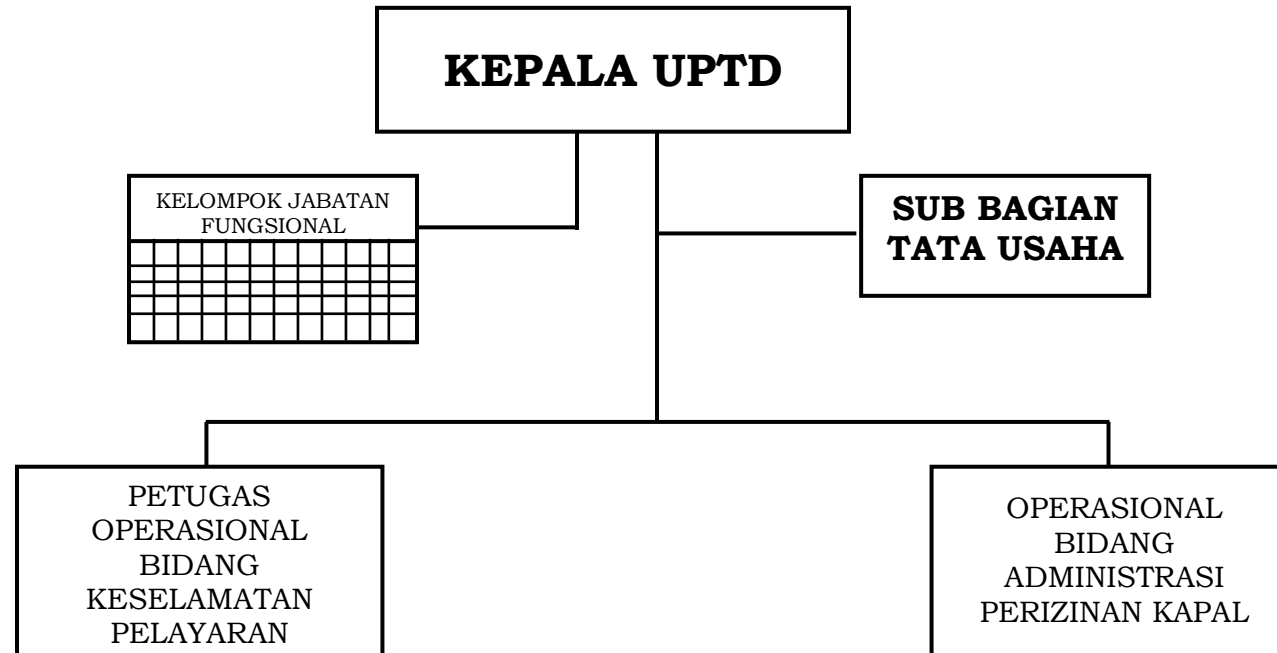 KEPALA UPTD
KELOMPOK JABATAN
FUNGSIONAL
SUB BAGIAN
TATA USAHA
PETUGAS
OPERASIONAL
BIDANG
KESELAMATAN
PELAYARAN
OPERASIONAL
BIDANG
ADMINISTRASI
PERIZINAN KAPAL